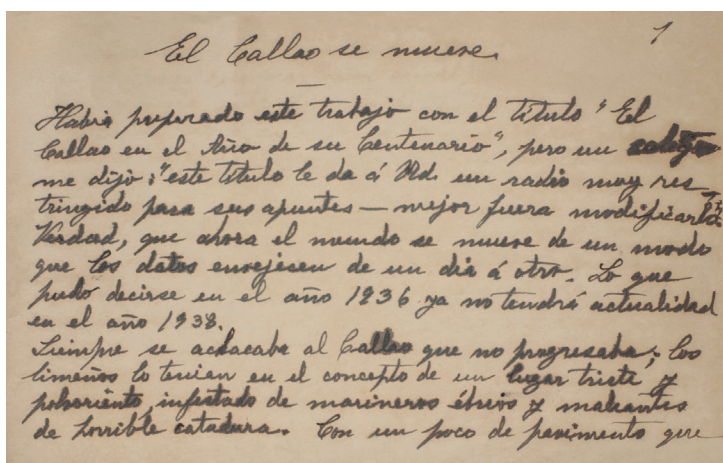 1
El Callao se mueve.
Había preparado este trabajo con el título "El
Callao en el Año de su Centenario", pero un colega
me dijo: "este título le da á Ud. un radio muy res-
tringido para sus apuntes — mejor fuera modificarlo."
Verdad, que ahora el mundo se mueve de un modo
que los datos envejecen de un dia á otro. Lo que
pudo decirse en el año 1936 ya no tendrá actualidad
en el año 1938.
Siempre se achacaba al Callao que no progresaba; los
limeños lo tenian en el concepto de un lugar triste y
polvoriento, infestado de marineros ébrios y maleantes
de horrible catadura. Con un poco de pavimento que